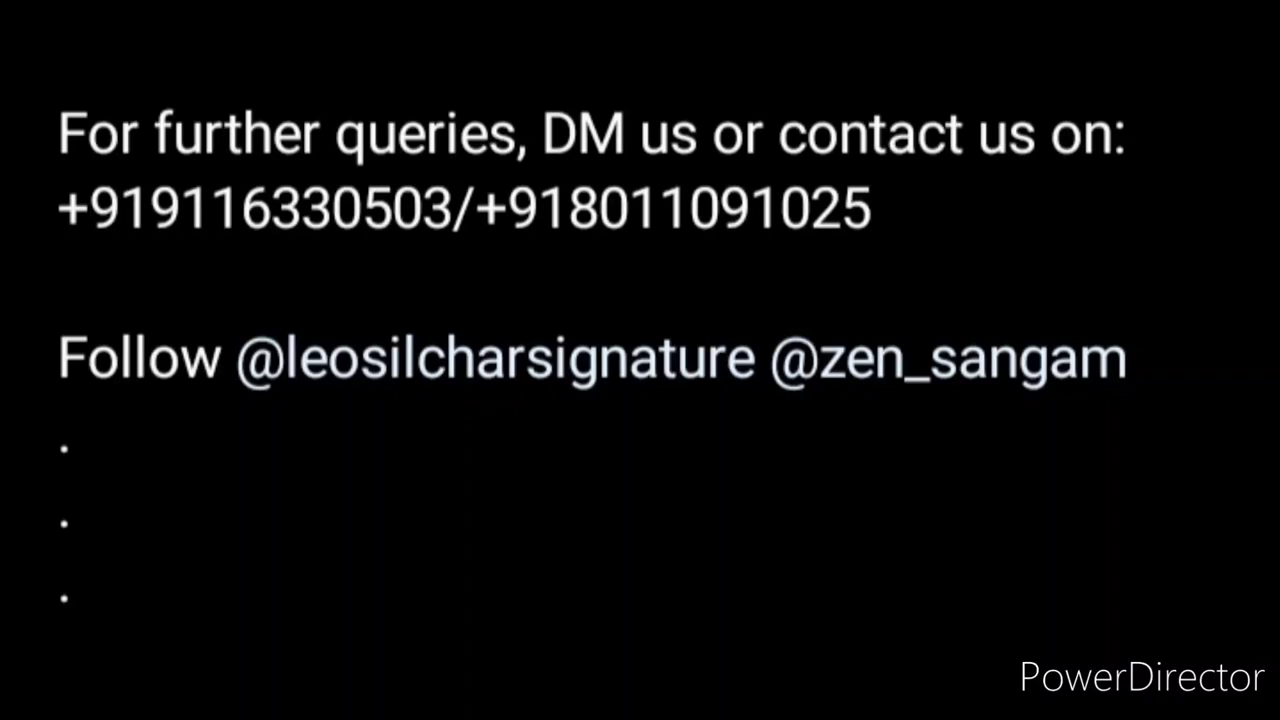 For further queries, DM us or contact us on:
+919116330503/+918011091025
Follow @leosilcharsignature @zen_sangam
.
.
.
PowerDirector